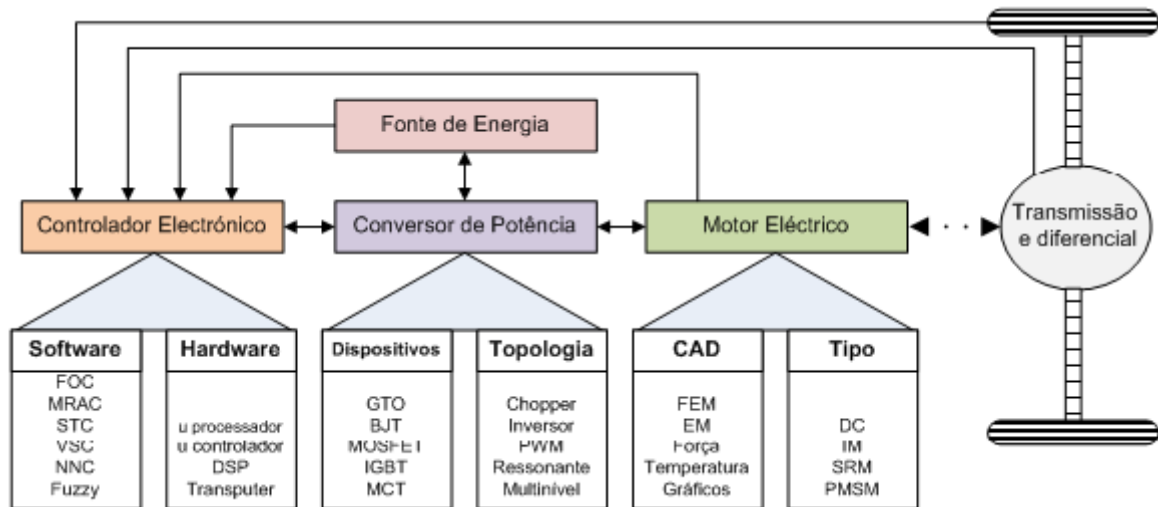 Fonte de Energia
Controlador Electrónico
Conversor de Potência
Motor Eléctrico
Transmissão
e diferencial
Software
FOC
MRAC
STC
VSC
NNC
Fuzzy
Hardware
u processador
u controlador
DSP
Transputer
Dispositivos
GTO
BJT
MOSFET
IGBT
MCT
Topologia
Chopper
Inversor
PWM
Ressonante
Multinível
CAD
FEM
EM
Força
Temperatura
Gráficos
Tipo
DC
IM
SRM
PMSM